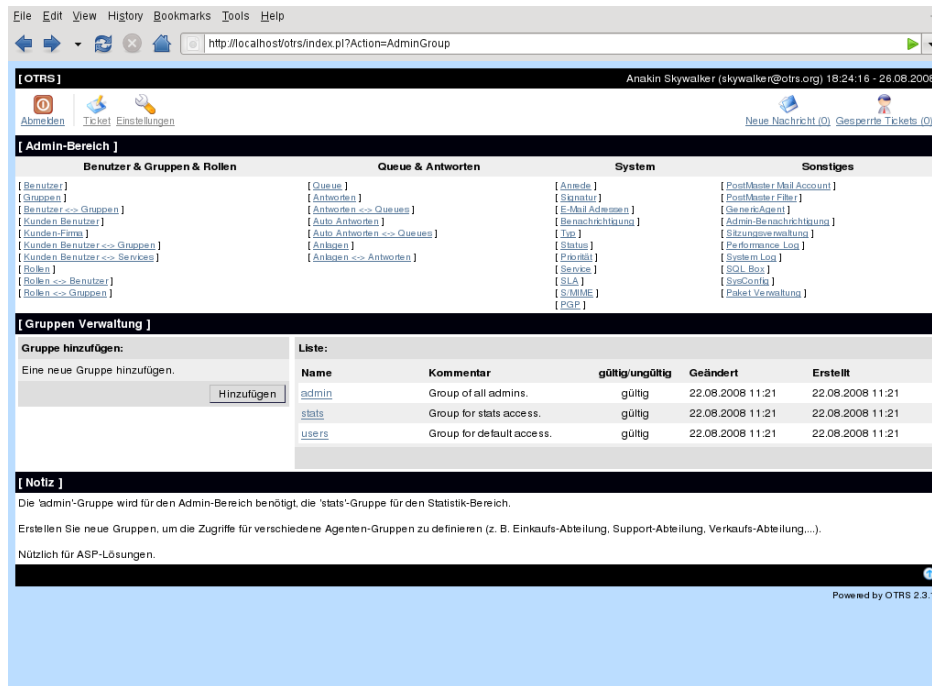 File Edit View History Bookmarks Tools Help
http://localhost/otrs/index.pl?Action=AdminGroup
[ OTRS ]
Anakin Skywalker (skywalker@otrs.org) 18:24:16 - 26.08.2008
Abmelden Ticket Einstellungen
Neue Nachricht (0) Gesperrte Tickets (0)
[ Admin-Bereich ]
Benutzer & Gruppen & Rollen
[ Benutzer ]
[ Gruppen ]
[ Benutzer <-> Gruppen ]
[ Kunden Benutzer ]
[ Kunden-Firma ]
[ Kunden Benutzer <-> Gruppen ]
[ Kunden Benutzer <-> Services ]
[ Rollen ]
[ Rollen <-> Benutzer ]
[ Rollen <-> Gruppen ]
Queue & Antworten
[ Queue ]
[ Antworten ]
[ Antworten <-> Queues ]
[ Auto Antworten ]
[ Auto Antworten <-> Queues ]
[ Anlagen ]
[ Anlagen <-> Antworten ]
System
[ Anrede ]
[ Signatur ]
[ E-Mail Adressen ]
[ Benachrichtigung ]
[ Typ ]
[ Status ]
[ Priorität ]
[ Service ]
[ SLA ]
[ S/MIME ]
[ PGP ]
Sonstiges
[ PostMaster Mail Account ]
[ PostMaster Filter ]
[ GenericAgent ]
[ Admin-Benachrichtigung ]
[ Sitzungsverwaltung ]
[ Performance Log ]
[ System Log ]
[ SQL Box ]
[ SysConfig ]
[ Paket Verwaltung ]
[ Gruppen Verwaltung ]
Gruppe hinzufügen:
Eine neue Gruppe hinzufügen.
Hinzufügen
Liste:
Name Kommentar gültig/ungültig Geändert Erstellt
admin Group of all admins. gültig 22.08.2008 11:21 22.08.2008 11:21
stats Group for stats access. gültig 22.08.2008 11:21 22.08.2008 11:21
users Group for default access. gültig 22.08.2008 11:21 22.08.2008 11:21
[ Notiz ]
Die 'admin'-Gruppe wird für den Admin-Bereich benötigt, die 'stats'-Gruppe für den Statistik-Bereich.
Erstellen Sie neue Gruppen, um die Zugriffe für verschiedene Agenten-Gruppen zu definieren (z. B. Einkaufs-Abteilung, Support-Abteilung, Verkaufs-Abteilung,...).
Nützlich für ASP-Lösungen.
Powered by OTRS 2.3.1